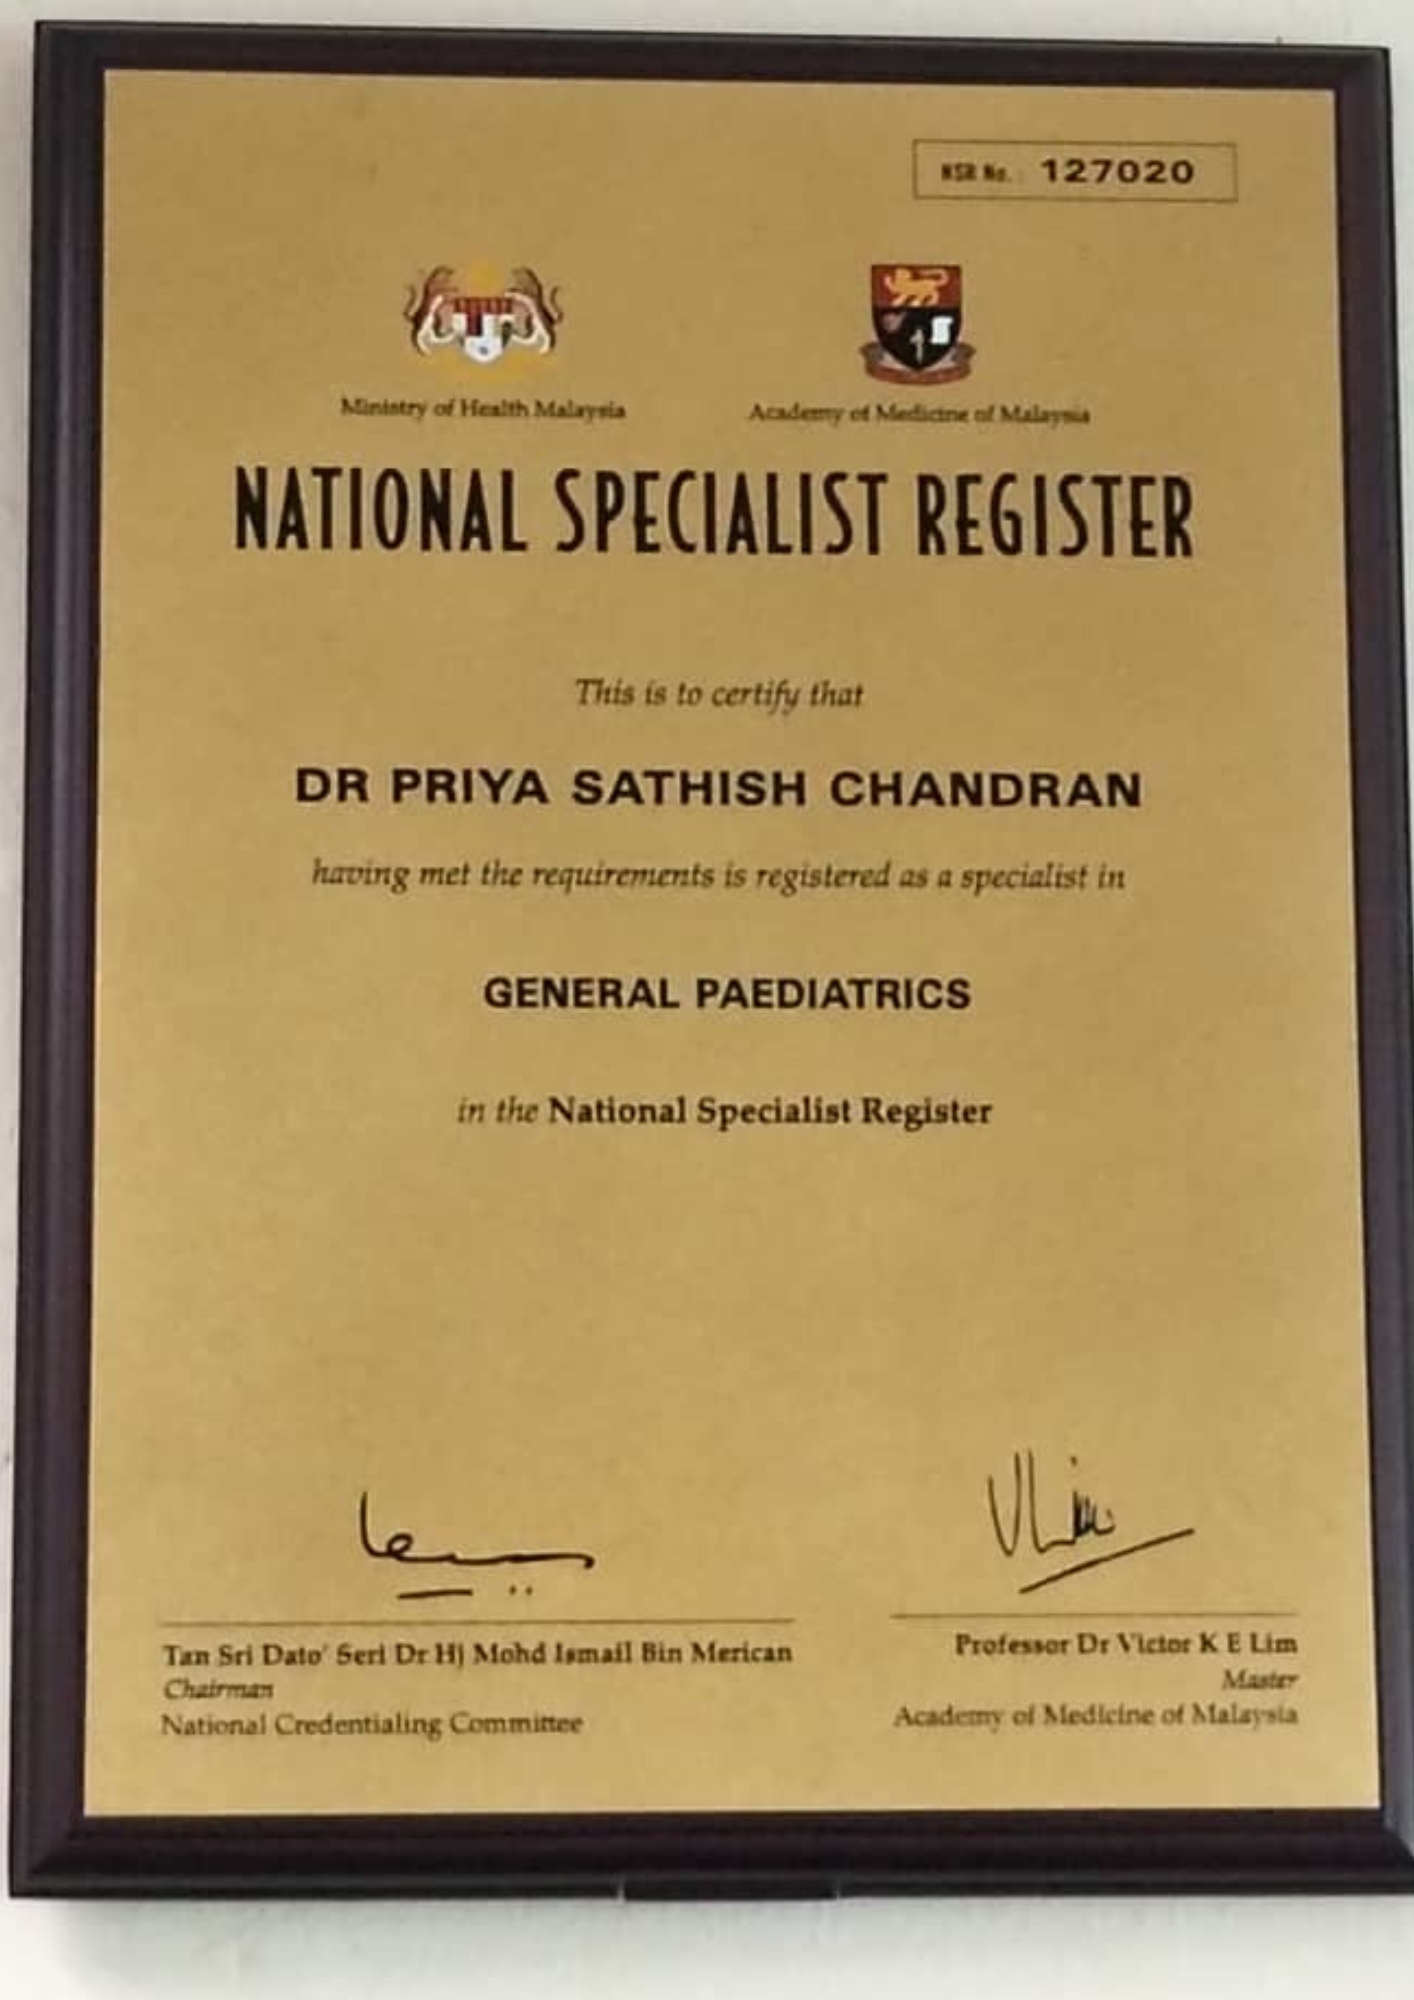 NSR No. : 127020
Ministry of Health Malaysia
Academy of Medicine of Malaysia
NATIONAL SPECIALIST REGISTER
This is to certify that
DR PRIYA SATHISH CHANDRAN
having met the requirements is registered as a specialist in
GENERAL PAEDIATRICS
in the National Specialist Register
Tan Sri Dato' Seri Dr Hj Mohd Ismail Bin Merican
Chairman
National Credentialing Committee
Professor Dr Victor K E Lim
Master
Academy of Medicine of Malaysia